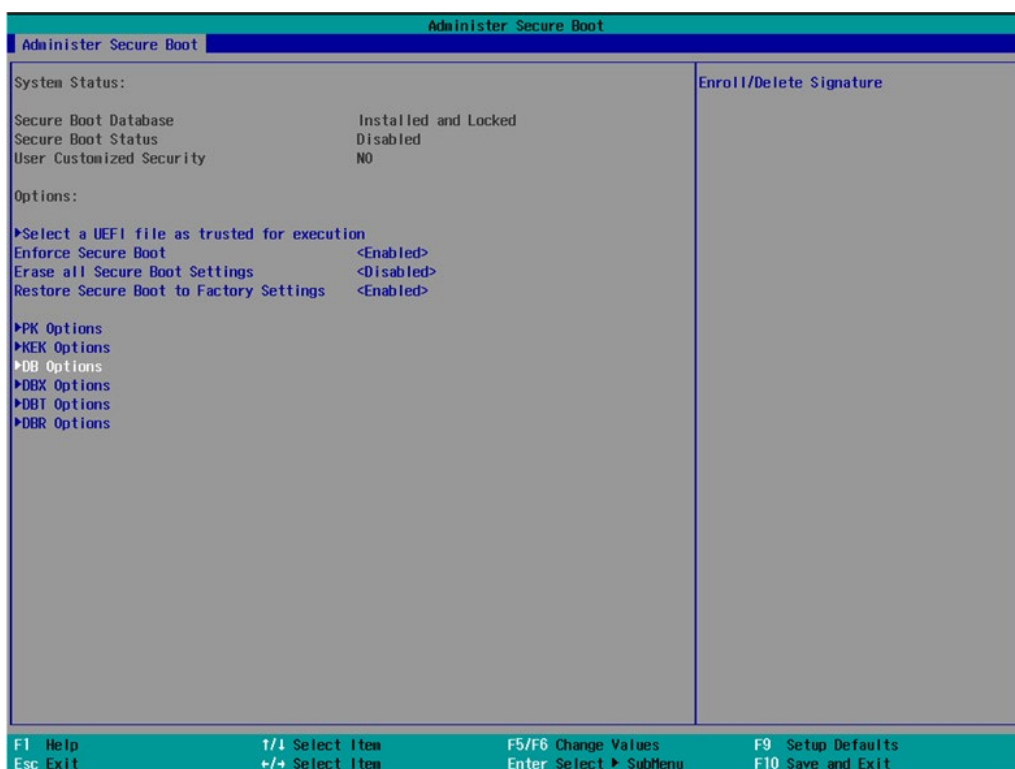 Administer Secure Boot
Administer Secure Boot
System Status:
Enroll/Delete Signature
Secure Boot Database Installed and Locked
Secure Boot Status Disabled
User Customized Security NO
Options:
▶Select a UEFI file as trusted for execution
Enforce Secure Boot <Enabled>
Erase all Secure Boot Settings <Disabled>
Restore Secure Boot to Factory Settings <Enabled>
▶PK Options
▶KEK Options
▶DB Options
▶DBX Options
▶DBT Options
▶DBR Options
F1 Help ↑/↓ Select Item F5/F6 Change Values F9 Setup Defaults
Esc Exit ←/→ Select Item Enter Select ▶ SubMenu F10 Save and Exit